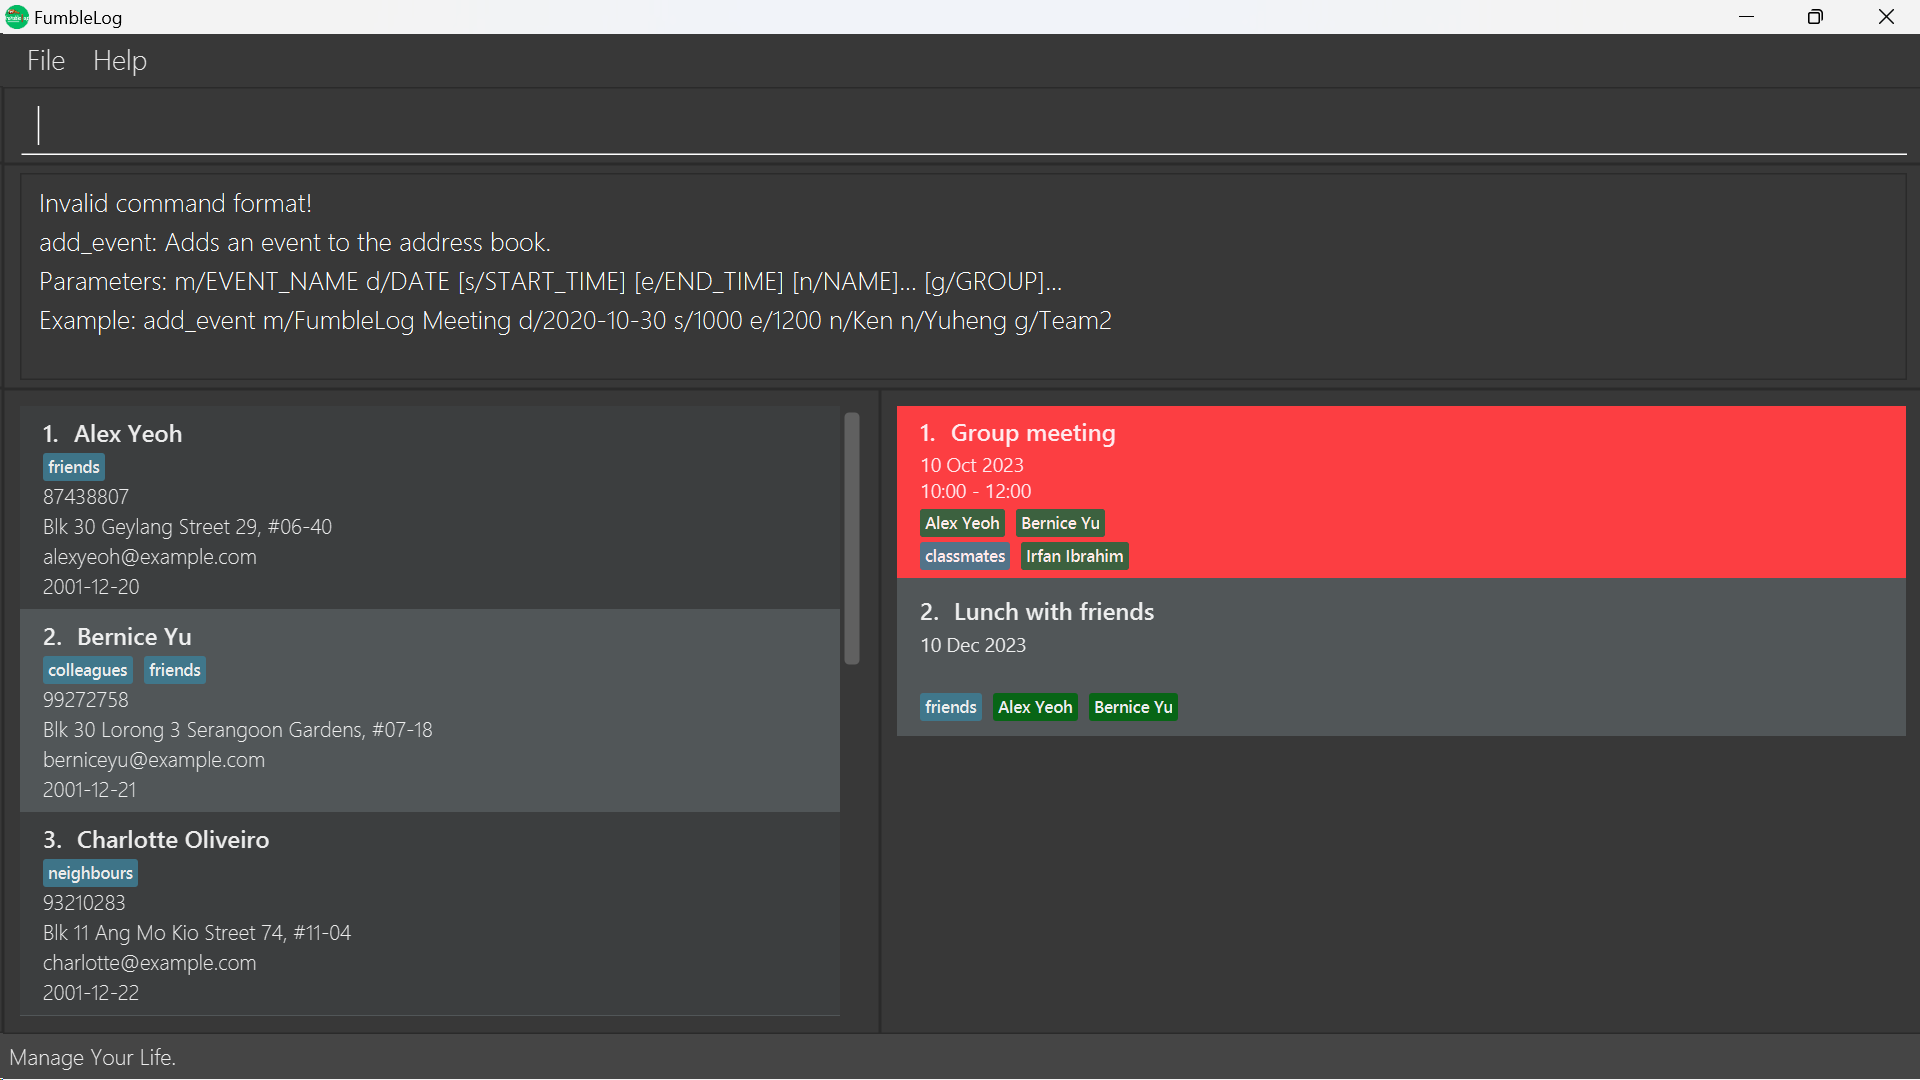 FumbleLog
File Help
Invalid command format!
add_event: Adds an event to the address book.
Parameters: m/EVENT_NAME d/DATE [s/START_TIME] [e/END_TIME] [n/NAME]... [g/GROUP]...
Example: add_event m/FumbleLog Meeting d/2020-10-30 s/1000 e/1200 n/Ken n/Yuheng g/Team2
1. Alex Yeoh
friends
87438807
Blk 30 Geylang Street 29, #06-40
alexyeoh@example.com
2001-12-20
2. Bernice Yu
colleagues friends
99272758
Blk 30 Lorong 3 Serangoon Gardens, #07-18
berniceyu@example.com
2001-12-21
3. Charlotte Oliveiro
neighbours
93210283
Blk 11 Ang Mo Kio Street 74, #11-04
charlotte@example.com
2001-12-22
1. Group meeting
10 Oct 2023
10:00 - 12:00
Alex Yeoh Bernice Yu
classmates Irfan Ibrahim
2. Lunch with friends
10 Dec 2023
friends Alex Yeoh Bernice Yu
Manage Your Life.